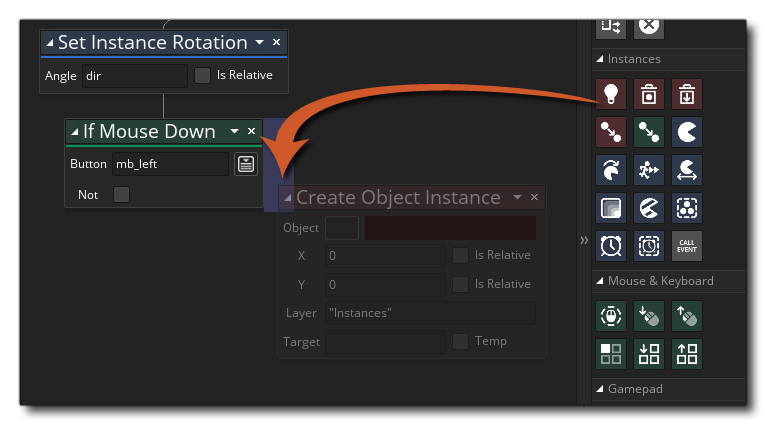 Set Instance Rotation
Angle dir Is Relative
If Mouse Down
Button mb_left
Not
Create Object Instance
Object
X 0 Is Relative
Y 0 Is Relative
Layer "Instances"
Target Temp
Instances
CALL
EVENT
Mouse & Keyboard
Gamepad